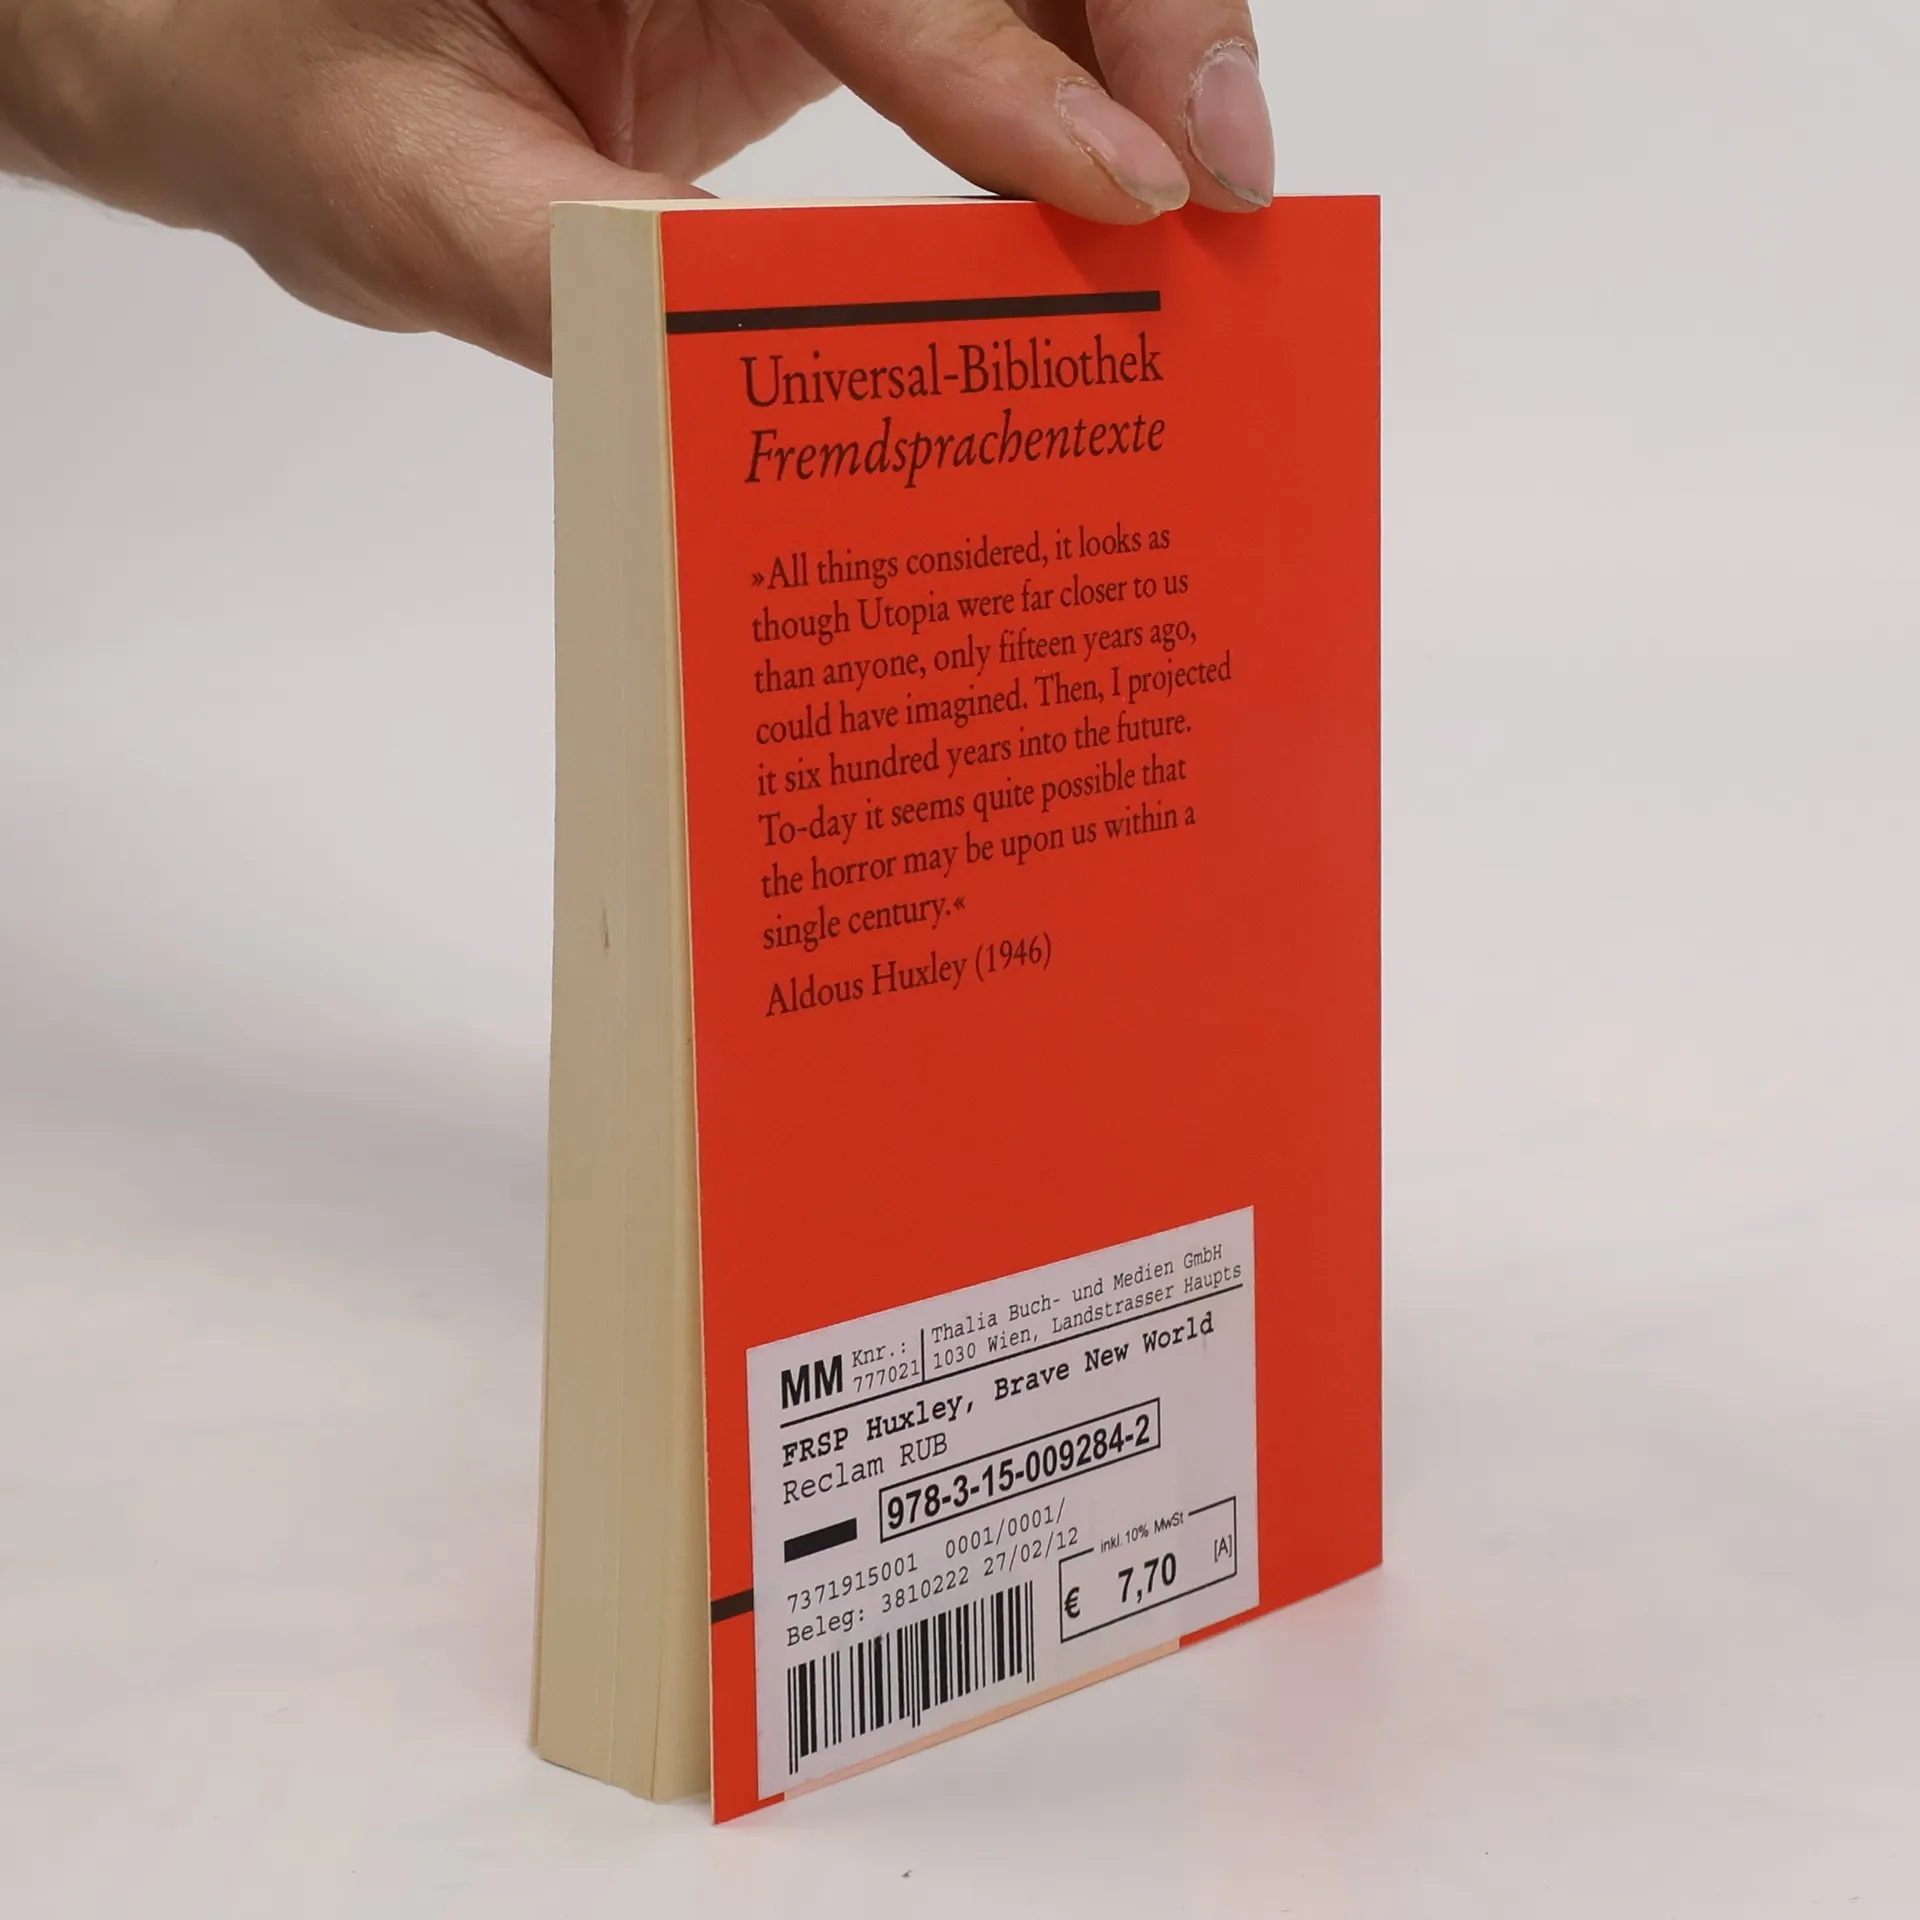 Universal-Bibliothek
Fremdsprachentexte
»All things considered, it looks as
though Utopia were far closer to us
than anyone, only fifteen years ago,
could have imagined. Then, I projected
it six hundred years into the future.
To-day it seems quite possible that
the horror may be upon us within a
single century.«
Aldous Huxley (1946)
MM
Knr.:
777021
Thalia Buch- und Medien GmbH
1030 Wien, Landstrasser Haupts
FRSP Huxley, Brave New World
Reclam RUB
978-3-15-009284-2
7371915001 0001/0001/
Beleg: 3810222 27/02/12
inkl. 10% MwSt
€ 7,70 [A]